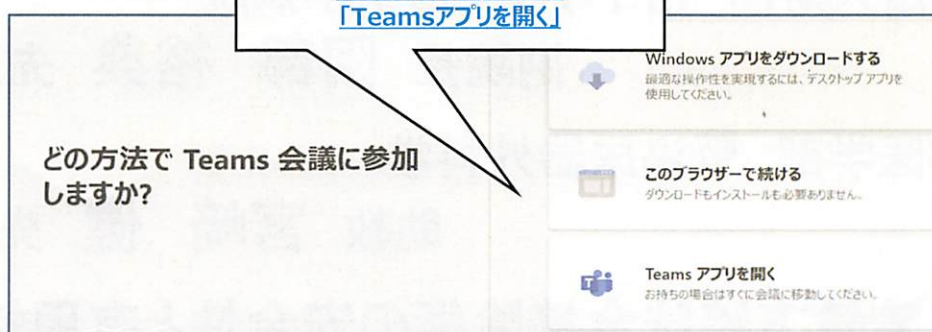 「Teamsアプリを開く」
どの方法で Teams 会議に参加
しますか?
Windows アプリをダウンロードする
最適な操作性を実現するには、デスクトップ アプリを
使用してください。
このブラウザーで続ける
ダウンロードもインストールも必要ありません。
Teams アプリを開く
お持ちの場合はすぐに会議に移動してください。